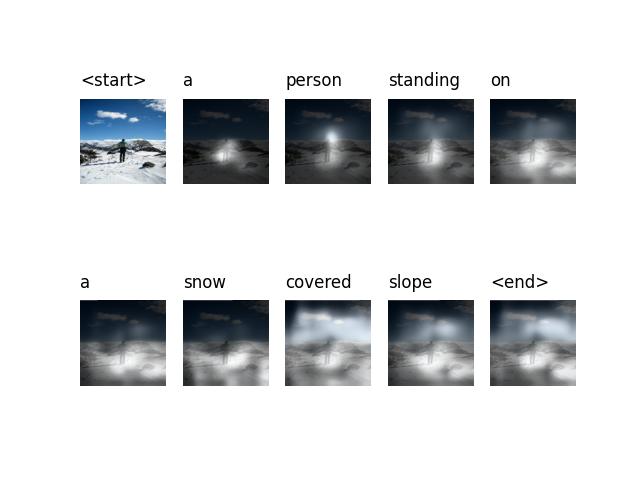 <start> a person standing on
a snow covered slope <end>